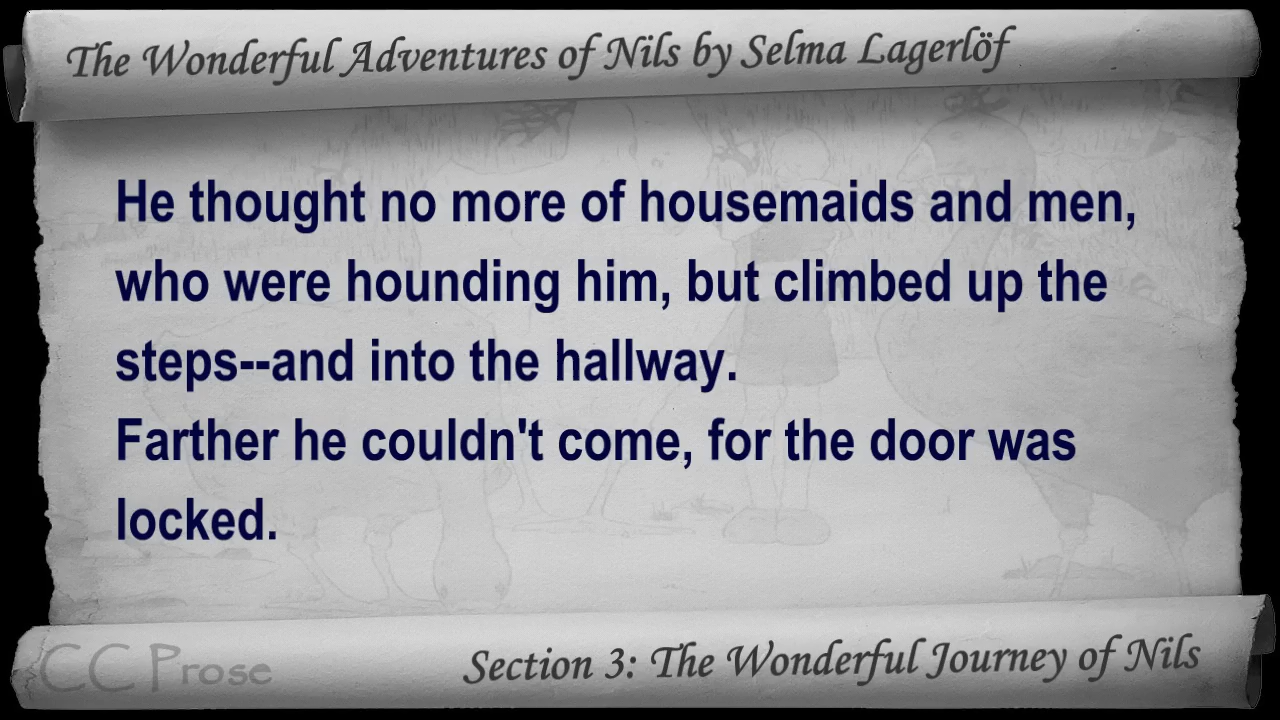 The Wonderful Adventures of Nils by Selma Lagerlöf
He thought no more of housemaids and men,
who were hounding him, but climbed up the
steps--and into the hallway.
Farther he couldn't come, for the door was
locked.
CC Prose
Section 3: The Wonderful Journey of Nils